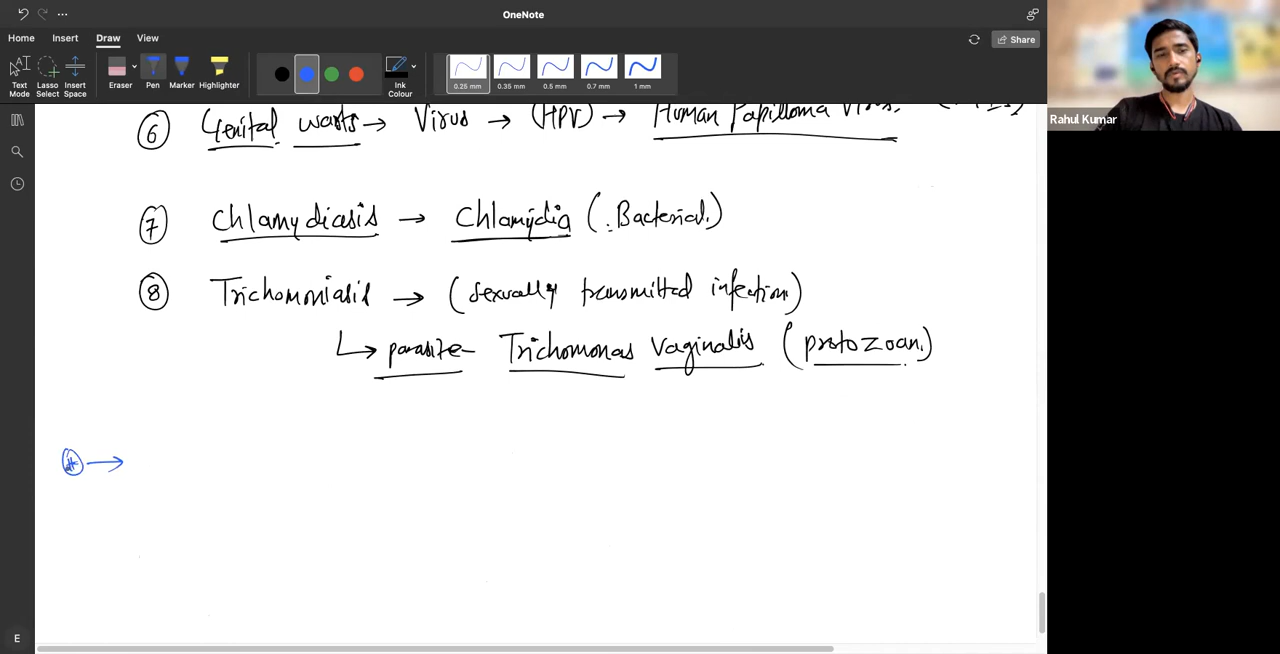 OneNote
Home Insert Draw View
Share
Text Mode Lasso Select Insert Space Eraser Pen Marker Highlighter Ink Colour 0.25 mm 0.35 mm 0.5 mm 0.7 mm 1 mm
Rahul Kumar
⑥ Genital warts → Virus → (HPV) → Human Papilloma Virus.
⑦ Chlamydiasis → Chlamydia (Bacterial.)
⑧ Trichomoniasis → (sexually transmitted infection)
↳ parasite Trichomonas vaginalis (protozoan.)
# →
E